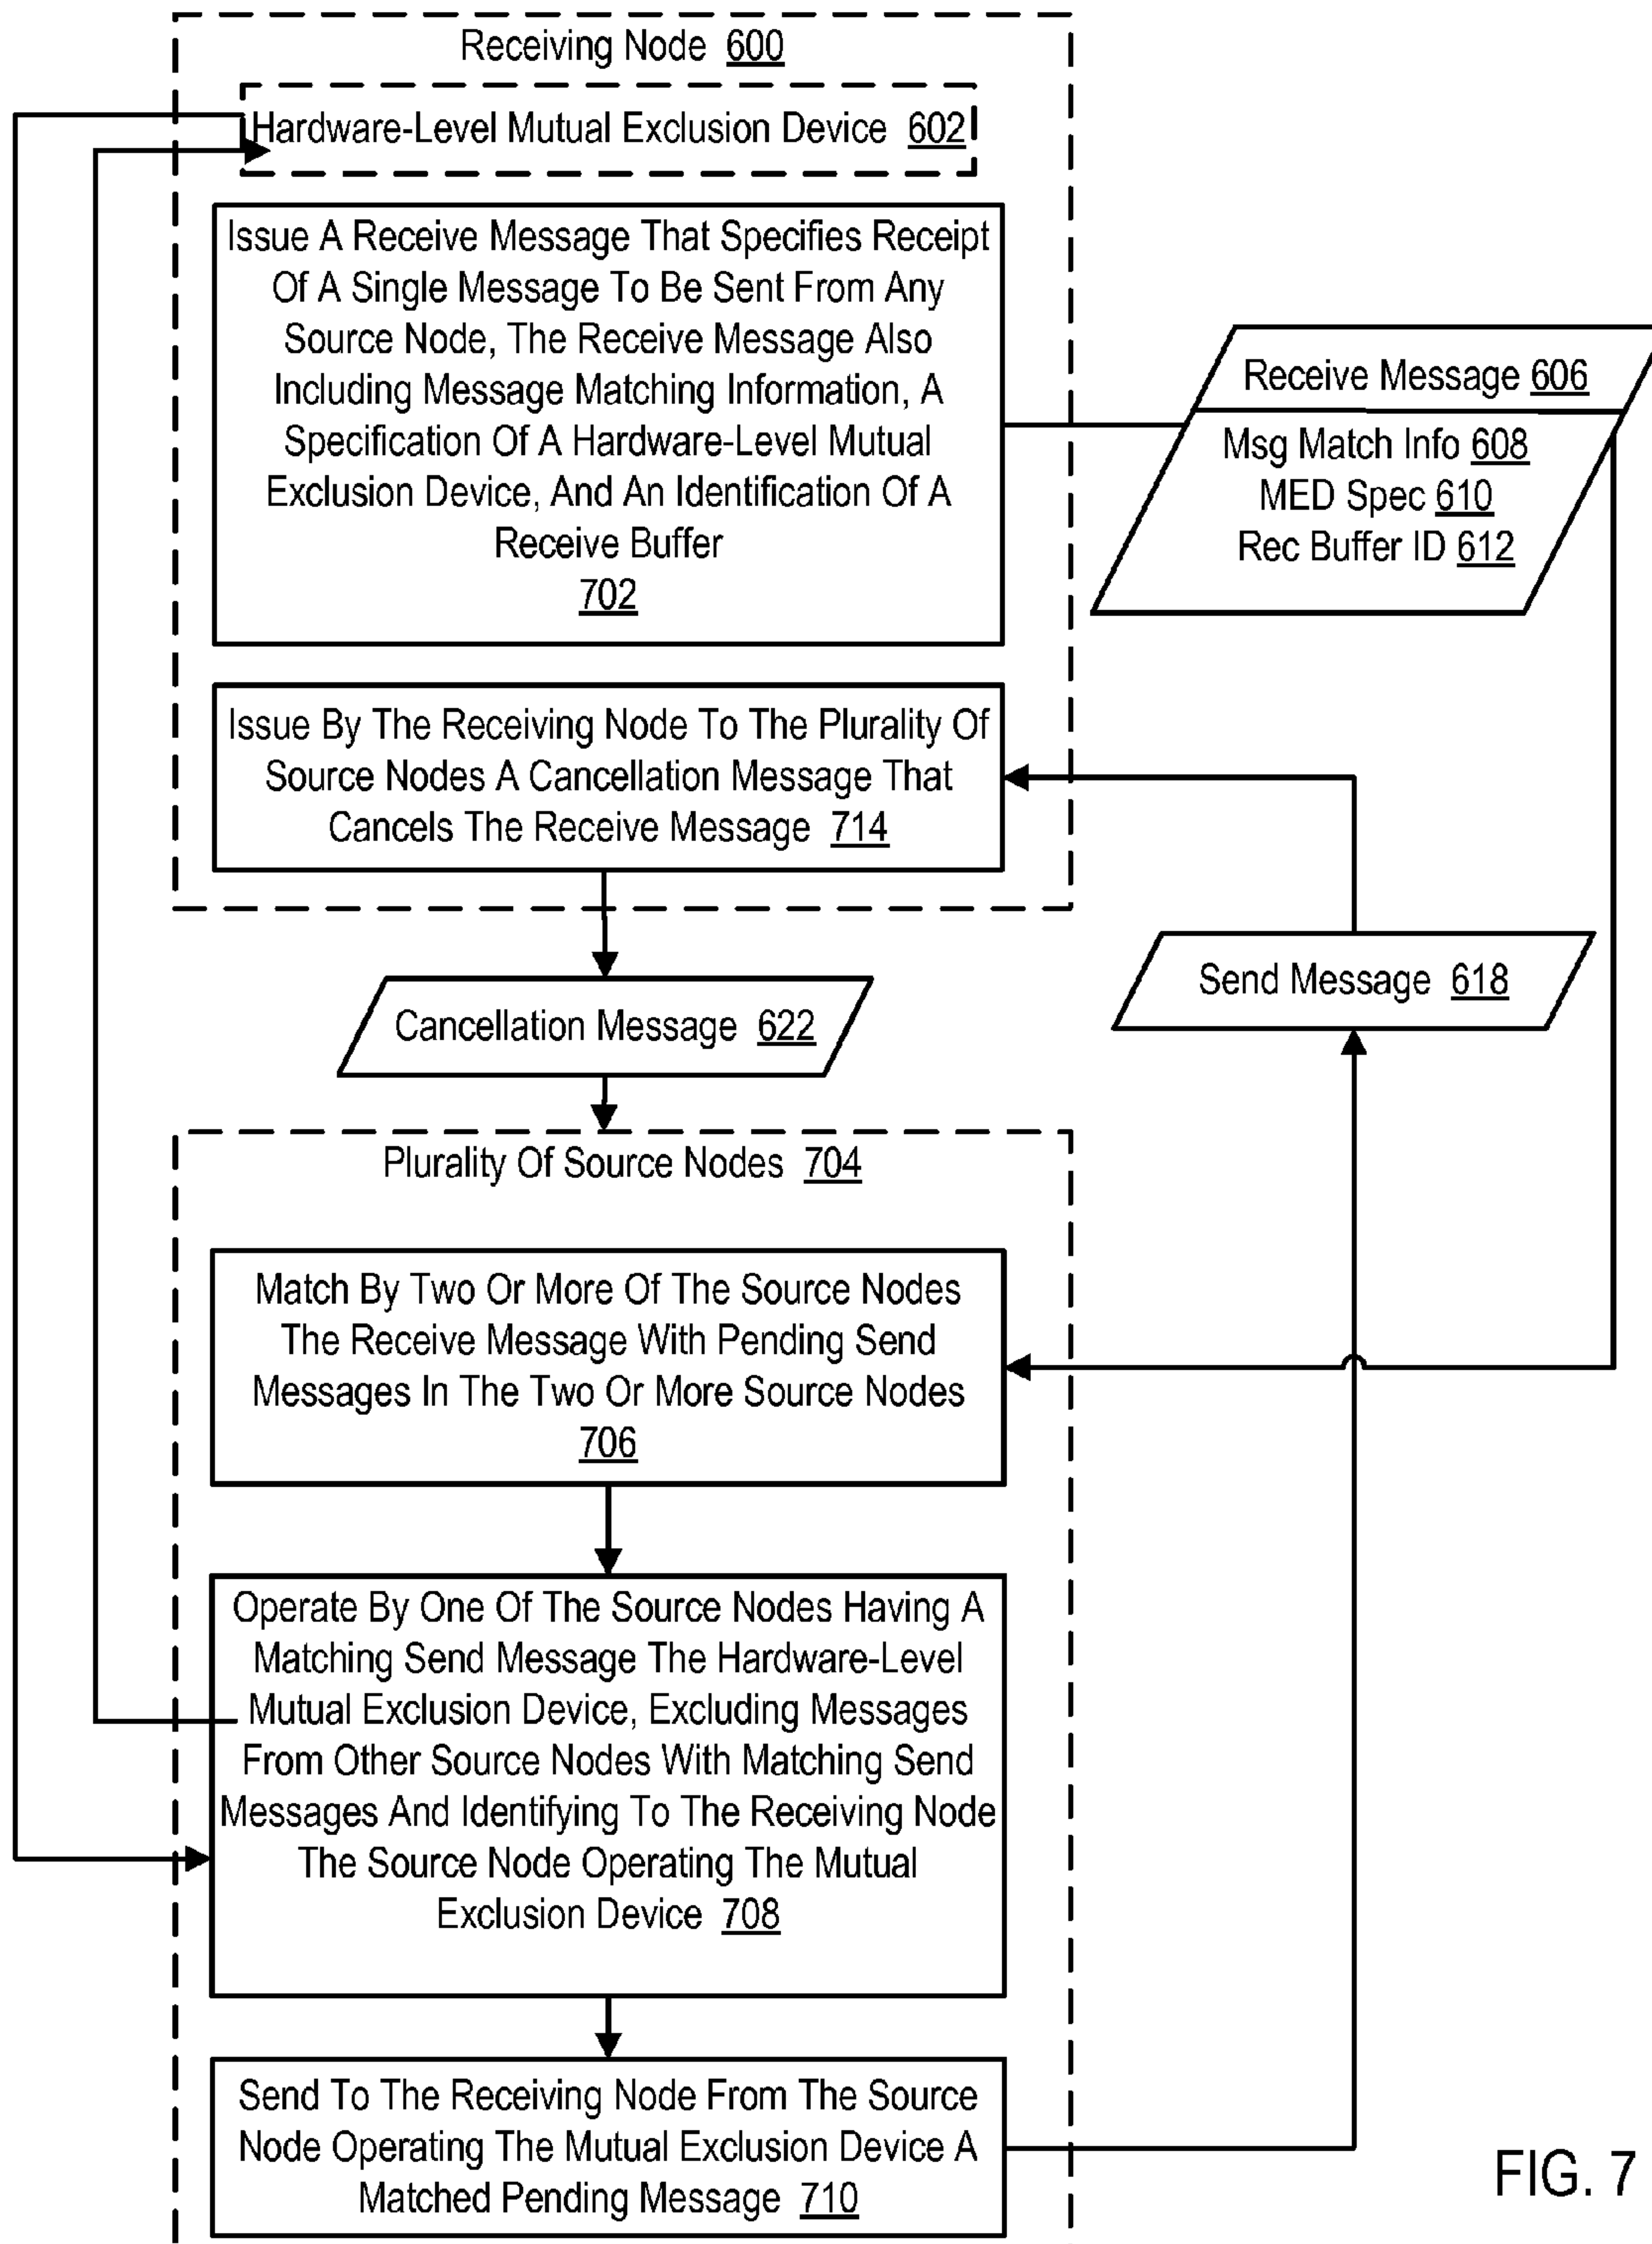 Receiving Node 600
Hardware-Level Mutual Exclusion Device 602
Issue A Receive Message That Specifies Receipt
Of A Single Message To Be Sent From Any
Source Node, The Receive Message Also
Including Message Matching Information, A
Specification Of A Hardware-Level Mutual
Exclusion Device, And An Identification Of A
Receive Buffer
702
Receive Message 606
Msg Match Info 608
MED Spec 610
Rec Buffer ID 612
Issue By The Receiving Node To The Plurality Of
Source Nodes A Cancellation Message That
Cancels The Receive Message 714
Send Message 618
Cancellation Message 622
Plurality Of Source Nodes 704
Match By Two Or More Of The Source Nodes
The Receive Message With Pending Send
Messages In The Two Or More Source Nodes
706
Operate By One Of The Source Nodes Having A
Matching Send Message The Hardware-Level
Mutual Exclusion Device, Excluding Messages
From Other Source Nodes With Matching Send
Messages And Identifying To The Receiving Node
The Source Node Operating The Mutual
Exclusion Device 708
Send To The Receiving Node From The Source
Node Operating The Mutual Exclusion Device A
Matched Pending Message 710
FIG. 7